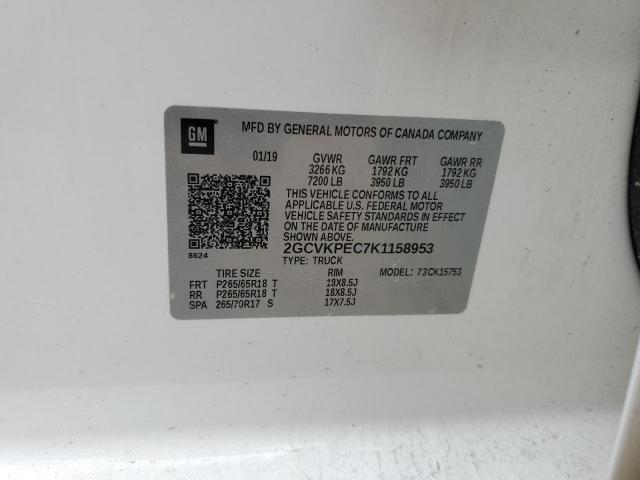 GM MFD BY GENERAL MOTORS OF CANADA COMPANY
01/19 GVWR GAWR FRT GAWR RR
3266 KG 1792 KG 1792 KG
7200 LB 3950 LB 3950 LB
THIS VEHICLE CONFORMS TO ALL
APPLICABLE U.S. FEDERAL MOTOR
VEHICLE SAFETY STANDARDS IN EFFECT
ON THE DATE OF MANUFACTURE
SHOWN ABOVE.
8624 2GCVKPEC7K1158953
TYPE: TRUCK MODEL: 73CK15753
TIRE SIZE RIM
FRT P265/65R18 T 18X8.5J
RR P265/65R18 T 18X8.5J
SPA 265/70R17 S 17X7.5J